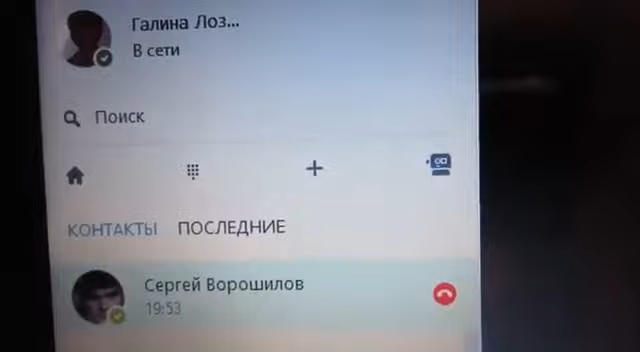 Галина Лоз...
В сети
Поиск
КОНТАКТЫ ПОСЛЕДНИЕ
Сергей Ворошилов
19:53